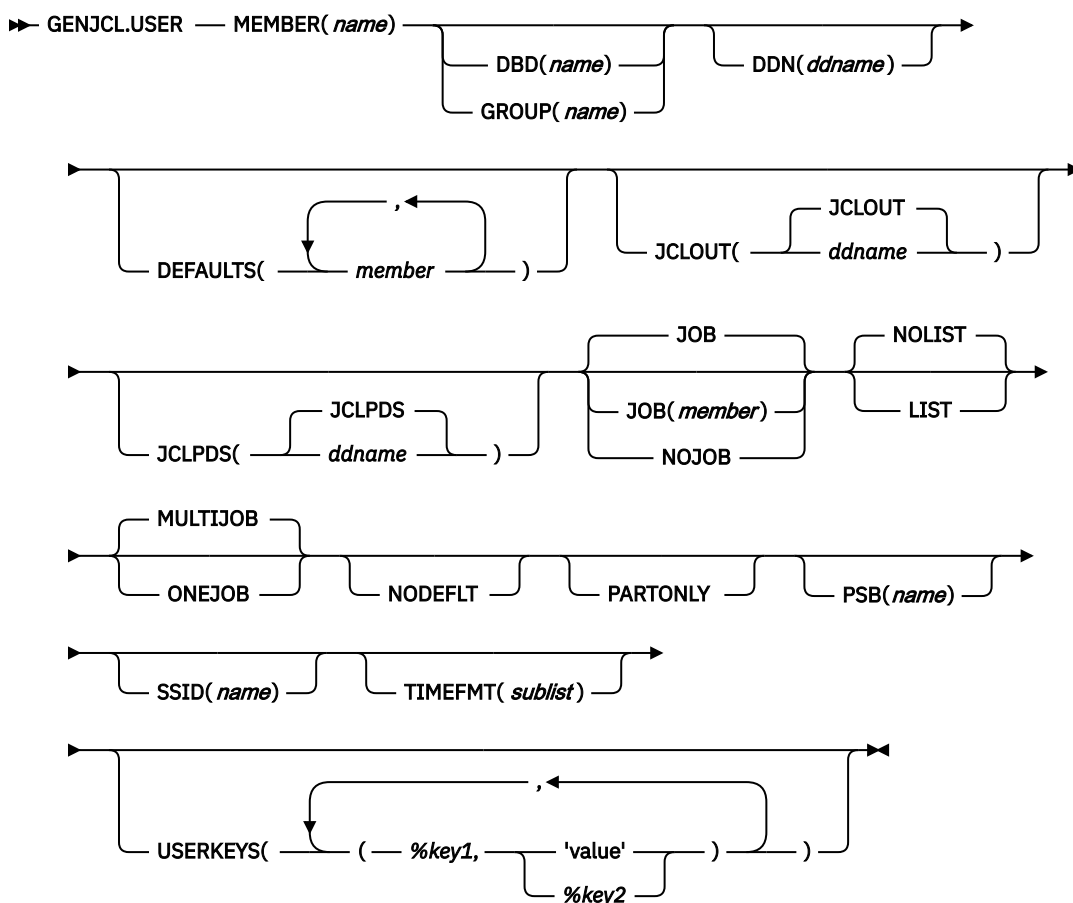 GENJCL.USER MEMBER( name)
DBD(name) DDN(ddname)
GROUP( name)
,
JCLOUT
DEFAULTS( member ) JCLOUT( ddname )
JOB NOLIST
JCLPDS JOB(member) LIST
JCLPDS( ddname ) NOJOB
MULTIJOB
ONEJOB NODEFLT PARTONLY PSB(name)
SSID(name) TIMEFMT( sublist)
,
USERKEYS( ( %key1, 'value' ) )
%key2